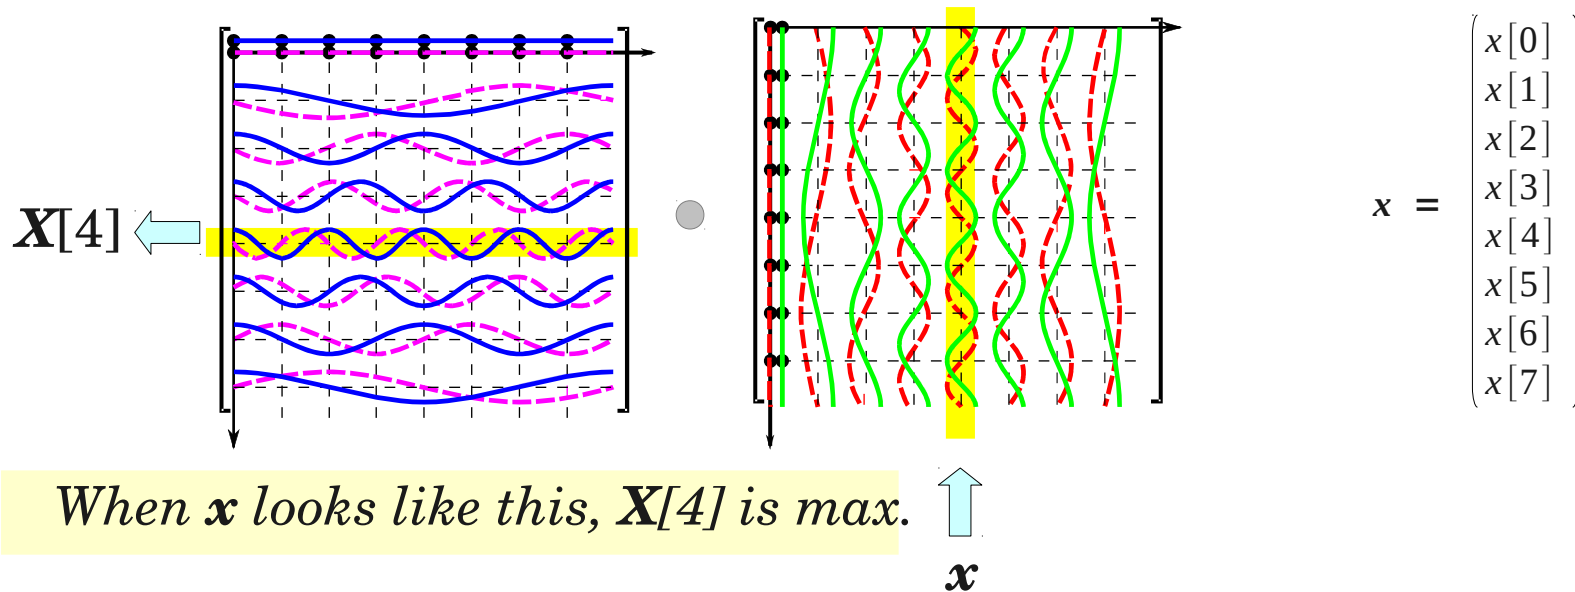 X[4]
x =
x[0]
x[1]
x[2]
x[3]
x[4]
x[5]
x[6]
x[7]
When x looks like this, X[4] is max.
x